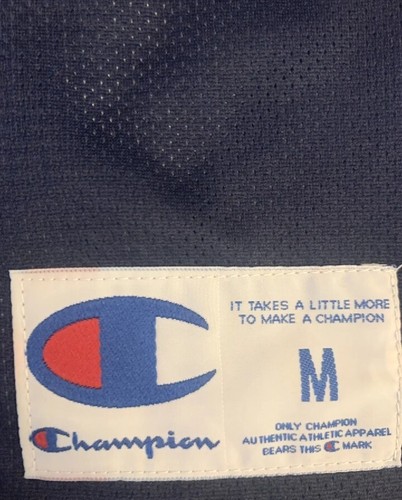 Champion
IT TAKES A LITTLE MORE
TO MAKE A CHAMPION
M
ONLY CHAMPION
AUTHENTIC ATHLETIC APPAREL
BEARS THIS C MARK